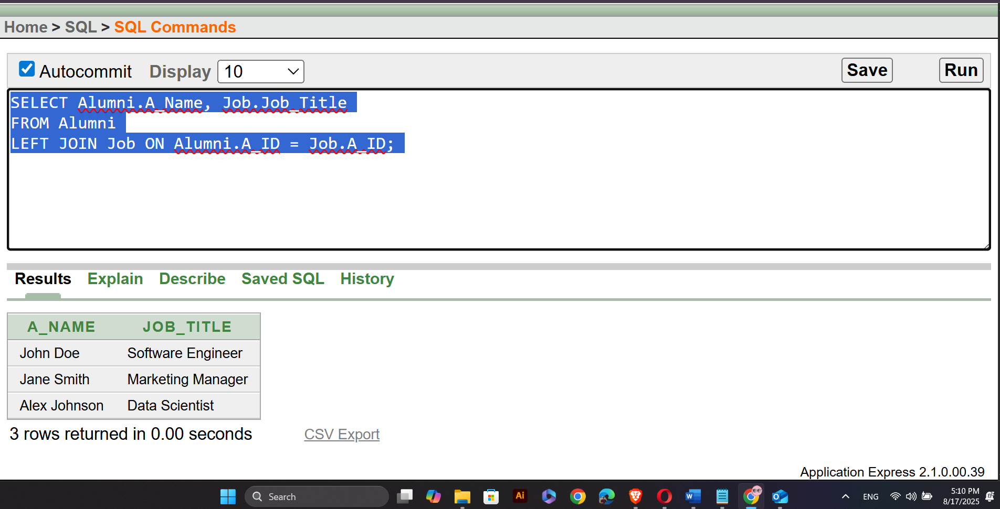 Home > SQL > SQL Commands
Autocommit Display 10 Save Run
SELECT Alumni.A_Name, Job.Job_Title
FROM Alumni
LEFT JOIN Job ON Alumni.A_ID = Job.A_ID;
Results Explain Describe Saved SQL History
A_NAME JOB_TITLE
John Doe Software Engineer
Jane Smith Marketing Manager
Alex Johnson Data Scientist
3 rows returned in 0.00 seconds CSV Export
Application Express 2.1.0.00.39
Search Ai W O ENG 5:10 PM
8/17/2025